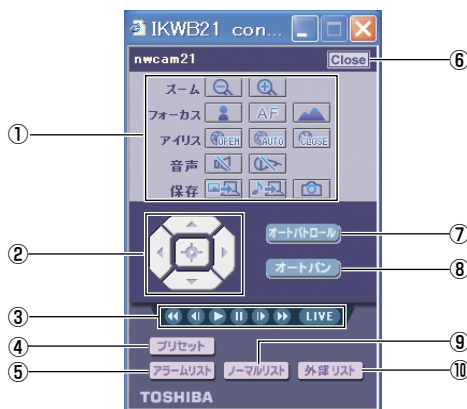 IKWB21 con...
nwcam21 Close ⑥
ズーム
フォーカス AF
① アイリス OPEN AUTO CLOSE
音声
保存
② オートパトロール ⑦
オートパン ⑧
③ LIVE
④ プリセット ⑨
⑤ アラームリスト ノーマルリスト 外部リスト ⑩
TOSHIBA